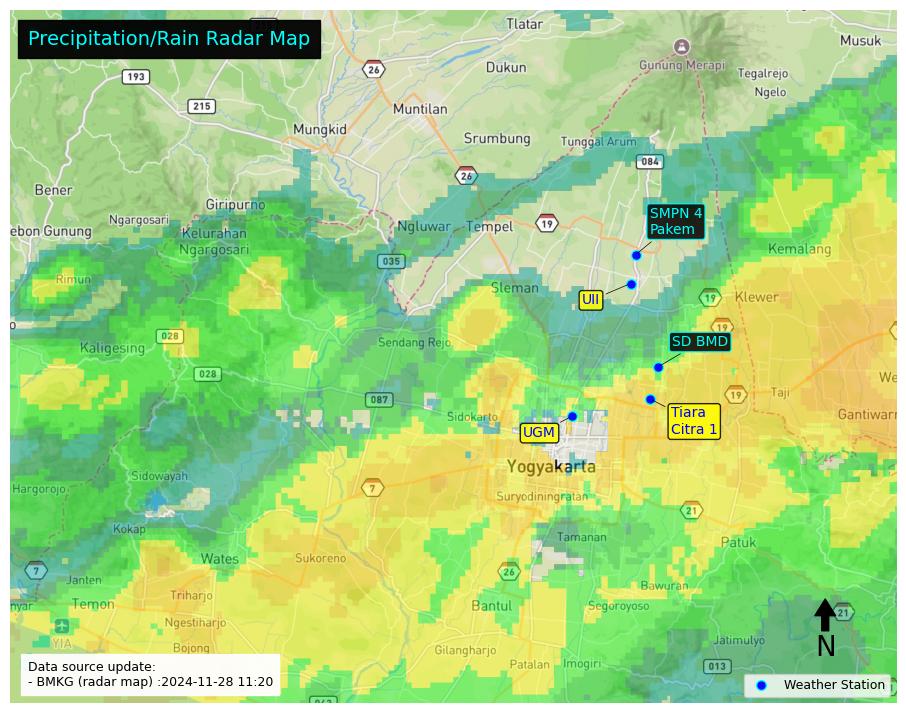 Precipitation/Rain Radar Map
Tlatar
Musuk
Gunung Merapi
26
Dukun
193
Tegalrejo
Ngelo
215
Muntilan
Mungkid
Srumbung
Tunggal Arum
084
26
Bener
Giripurno
Ngargosari
ebon Gunung
Kelurahan
Ngargosari
Ngluwar
Tempel
19
SMPN 4
Pakem
Kemalang
035
Rimun
Sleman
UII
19
Klewer
19
028
Sendang Rejo
SD BMD
Kaligesing
028
087
19
Taji
We
Sidokarto
UGM
Tiara
Citra 1
Gantiwarn
Yogyakarta
Sidowayah
Hargorojo
7
Suryodiningratan
21
Kokap
Tamanan
Patuk
Wates
Sukoreno
7
26
Janten
Bawuran
nyar
Temon
Triharjo
Bantul
Segoroyoso
21
Ngestiharjo
YIA
Bojong
Gilangharjo
Jatimulyo
N
Patalan
Imogiri
013
Data source update:
- BMKG (radar map) :2024-11-28 11:20
Weather Station